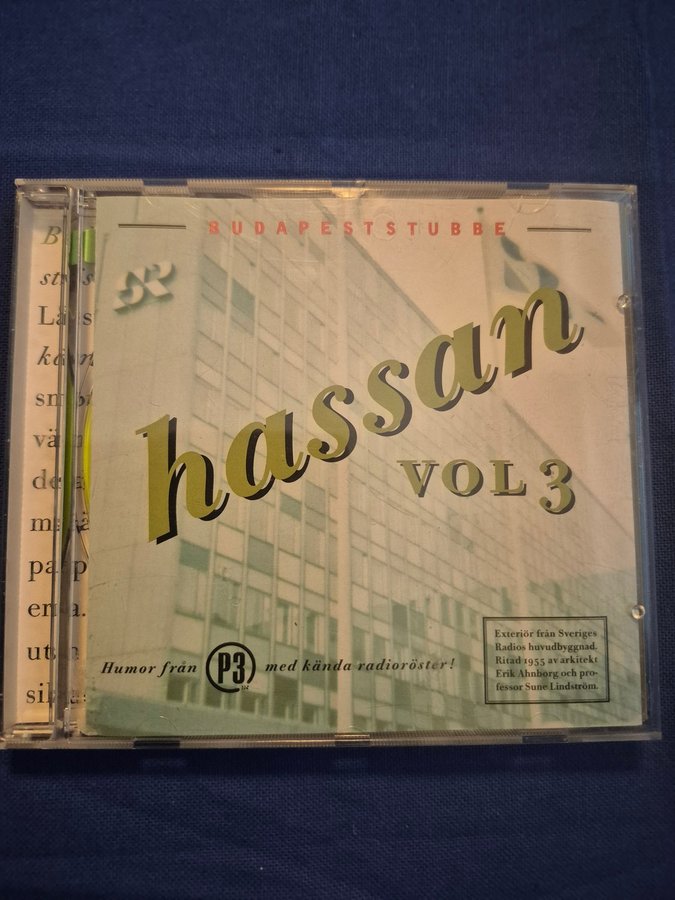 BUDAPESTSTUBBE
SR
hassan
VOL 3
Humor från P3 med kända radioröster!
Exteriör från Sveriges
Radios huvudbyggnad.
Ritad 1955 av arkitekt
Erik Ahnborg och pro-
fessor Sune Lindström.